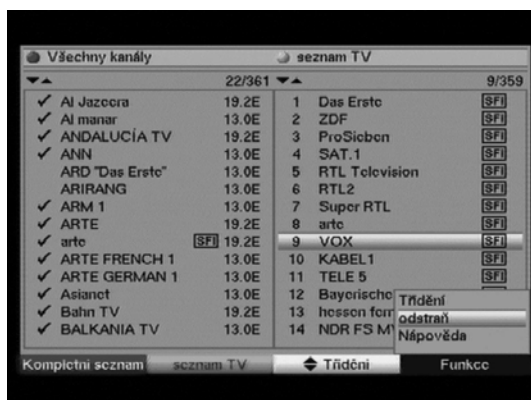 Všechny kanály
seznam TV
22/361
9/359
✓ Al Jazeera 19.2E
✓ Al manar 13.0E
✓ ANDALUCÍA TV 19.2E
✓ ANN 13.0E
ARD "Das Erste" 13.0E
ARIRANG 13.0E
✓ ARM 1 13.0E
✓ ARTE 19.2E
✓ arte SFI 19.2E
✓ ARTE FRENCH 1 13.0E
✓ ARTE GERMAN 1 13.0E
✓ Asianet 13.0E
✓ Bahn TV 19.2E
✓ BALKANIA TV 13.0E
1 Das Erste SFI
2 ZDF SFI
3 ProSieben SFI
4 SAT.1 SFI
5 RTL Television SFI
6 RTL2 SFI
7 Super RTL SFI
8 arte SFI
9 VOX SFI
10 KABEL1 SFI
11 TELE 5 SFI
12 Bayerische
13 hessen fern
14 NDR FS MV
Třídění
odstraň
Nápověda
Kompletní seznam
seznam TV
Třídění
Funkce